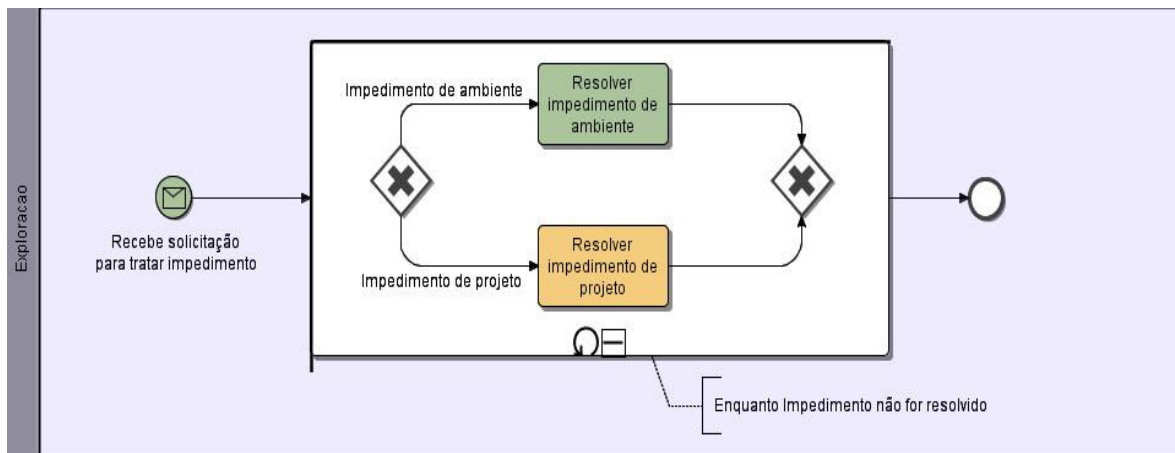 Exploracao
Recebe solicitação
para tratar impedimento
Impedimento de ambiente
Resolver
impedimento de
ambiente
Impedimento de projeto
Resolver
impedimento de
projeto
Enquanto Impedimento não for resolvido